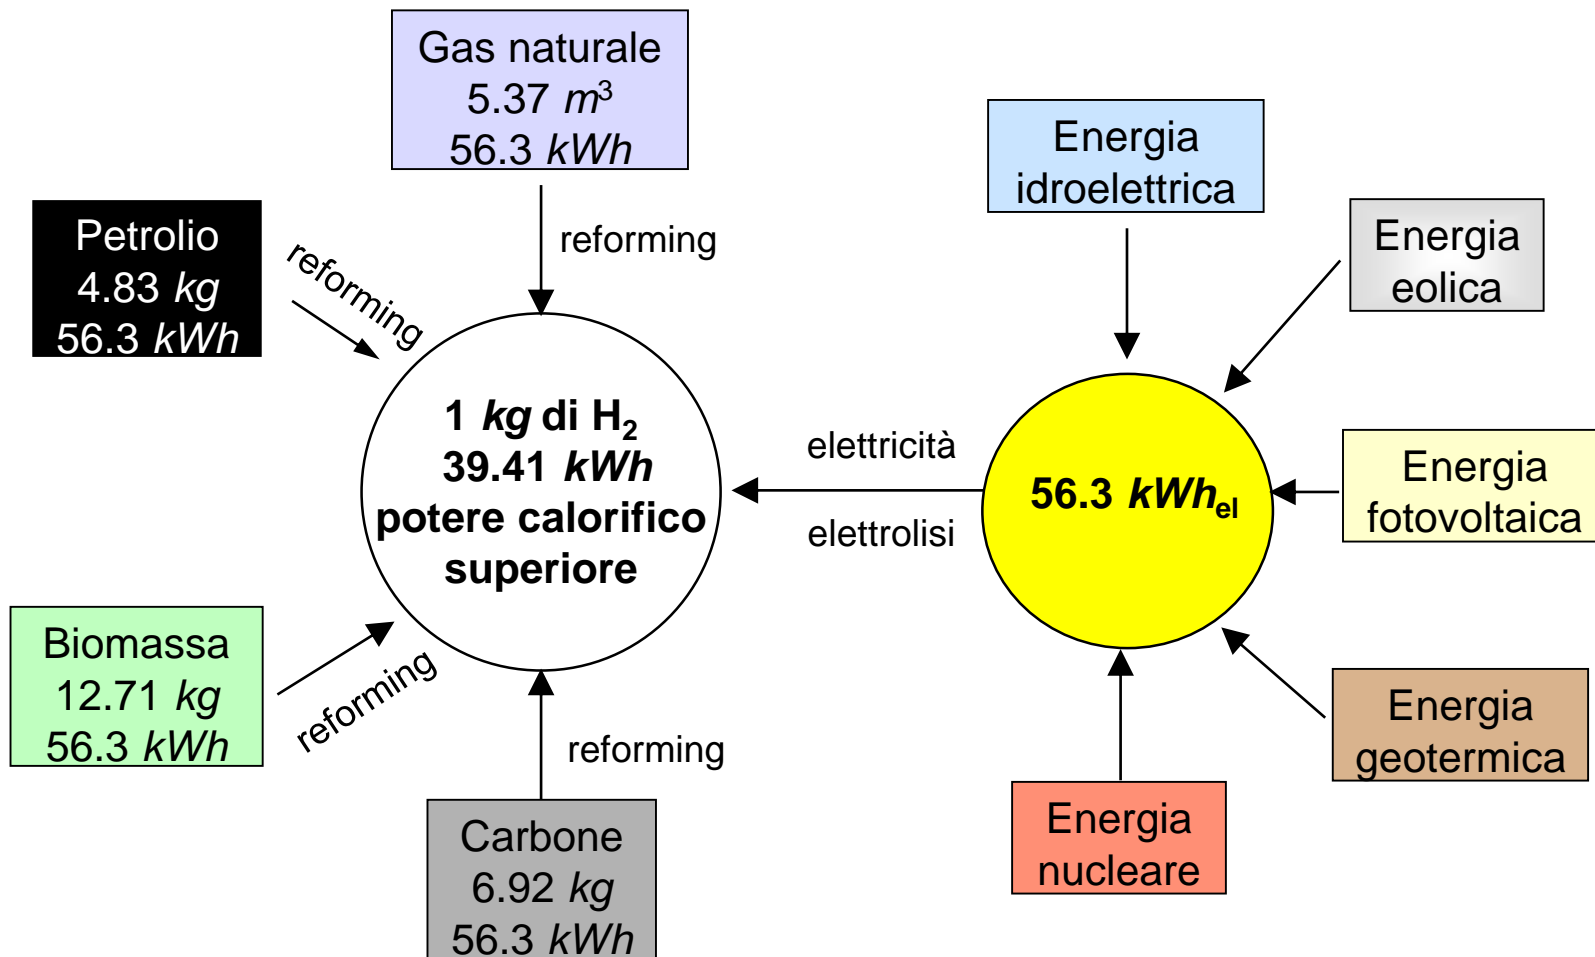 Gas naturale
5.37 m³
56.3 kWh
reforming
Petrolio
4.83 kg
56.3 kWh
reforming
1 kg di H₂
39.41 kWh
potere calorifico
superiore
Biomassa
12.71 kg
56.3 kWh
reforming
Carbone
6.92 kg
56.3 kWh
reforming
elettricità
elettrolisi
56.3 kWhₑₗ
Energia
idroelettrica
Energia
eolica
Energia
fotovoltaica
Energia
geotermica
Energia
nucleare